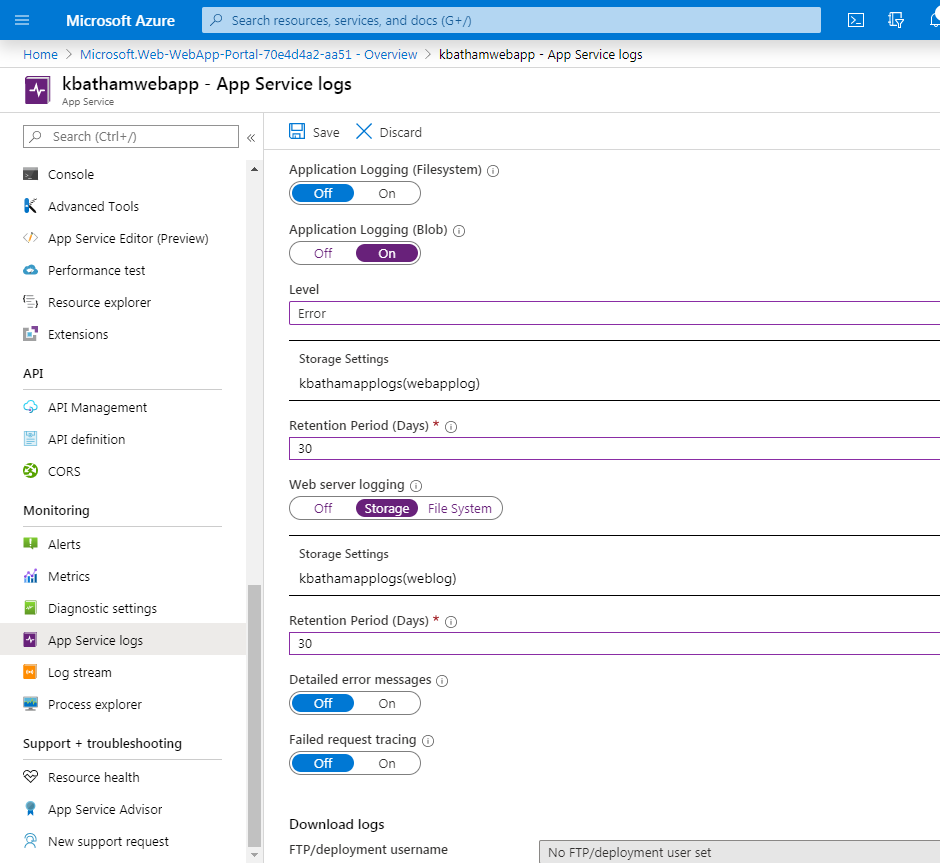 Microsoft Azure
Search resources, services, and docs (G+/)
Home > Microsoft.Web-WebApp-Portal-70e4d4a2-aa51 - Overview > kbathamwebapp - App Service logs
kbathamwebapp - App Service logs
App Service
Search (Ctrl+/)
«
Console
Advanced Tools
App Service Editor (Preview)
Performance test
Resource explorer
Extensions
API
API Management
API definition
CORS
Monitoring
Alerts
Metrics
Diagnostic settings
App Service logs
Log stream
Process explorer
Support + troubleshooting
Resource health
App Service Advisor
New support request
Save Discard
Application Logging (Filesystem)
Off On
Application Logging (Blob)
Off On
Level
Error
Storage Settings
kbathamapplogs(webapplog)
Retention Period (Days) *
30
Web server logging
Off Storage File System
Storage Settings
kbathamapplogs(weblog)
Retention Period (Days) *
30
Detailed error messages
Off On
Failed request tracing
Off On
Download logs
FTP/deployment username
No FTP/deployment user set